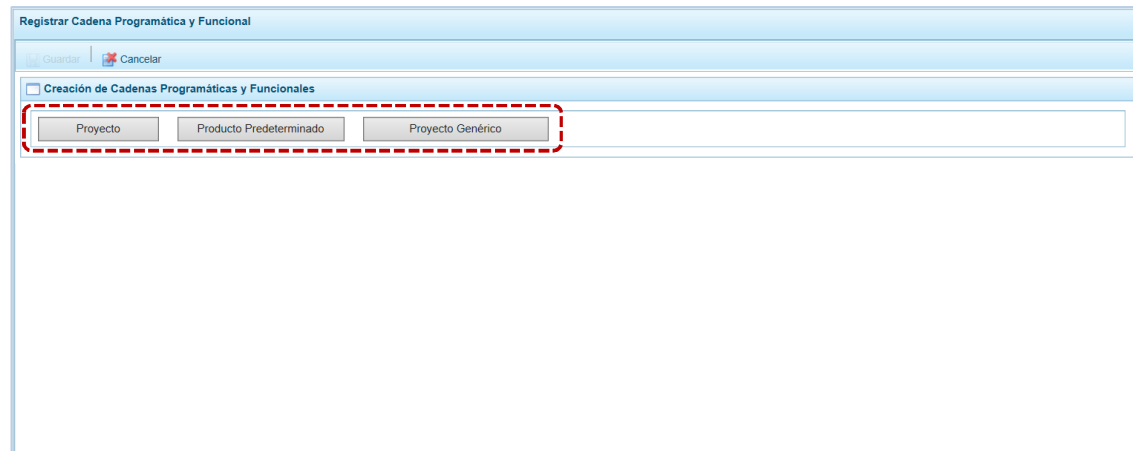 Registrar Cadena Programática y Funcional
Guardar Cancelar
Creación de Cadenas Programáticas y Funcionales
Proyecto Producto Predeterminado Proyecto Genérico